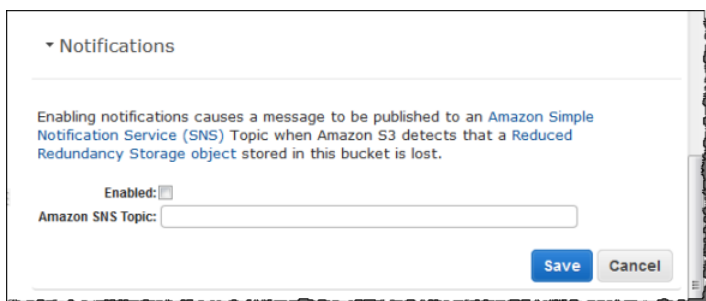 Notifications
Enabling notifications causes a message to be published to an Amazon Simple
Notification Service (SNS) Topic when Amazon S3 detects that a Reduced
Redundancy Storage object stored in this bucket is lost.
Enabled:
Amazon SNS Topic:
Save Cancel